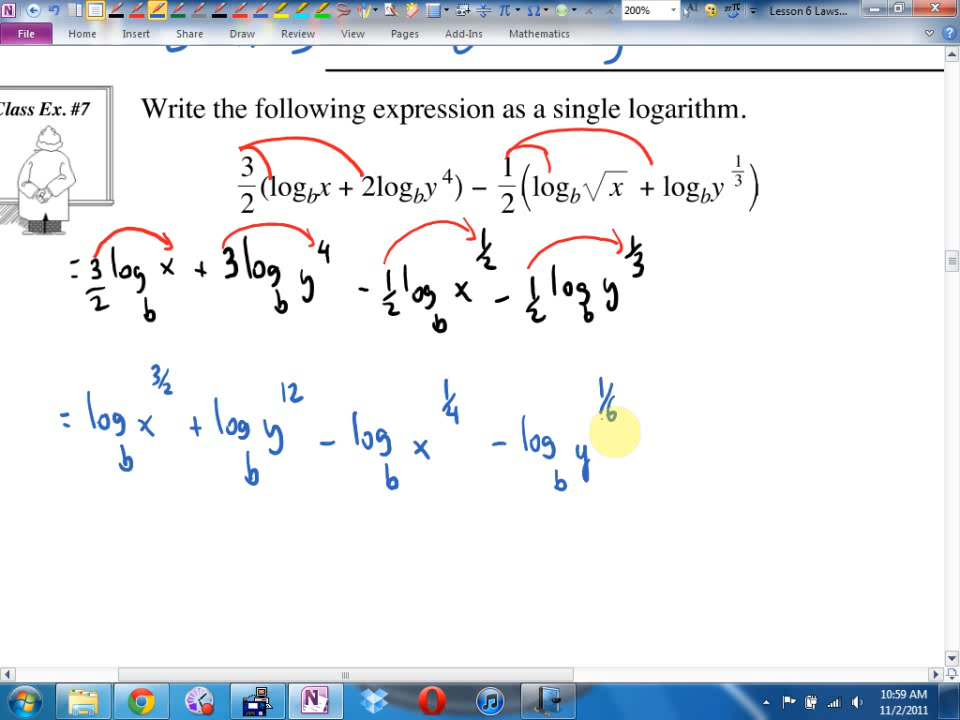 200% Lesson 6 Laws...
File Home Insert Share Draw Review View Pages Add-Ins Mathematics
Class Ex. #7
Write the following expression as a single logarithm.
3/2 (log_b x + 2log_b y^4) − 1/2 (log_b √x + log_b y^(1/3))
= 3/2 log_b x + 3 log_b y^4 − 1/2 log_b x^(1/2) − 1/2 log_b y^(1/3)
= log_b x^(3/2) + log_b y^12 − log_b x^(1/4) − log_b y^(1/6)
10:59 AM
11/2/2011